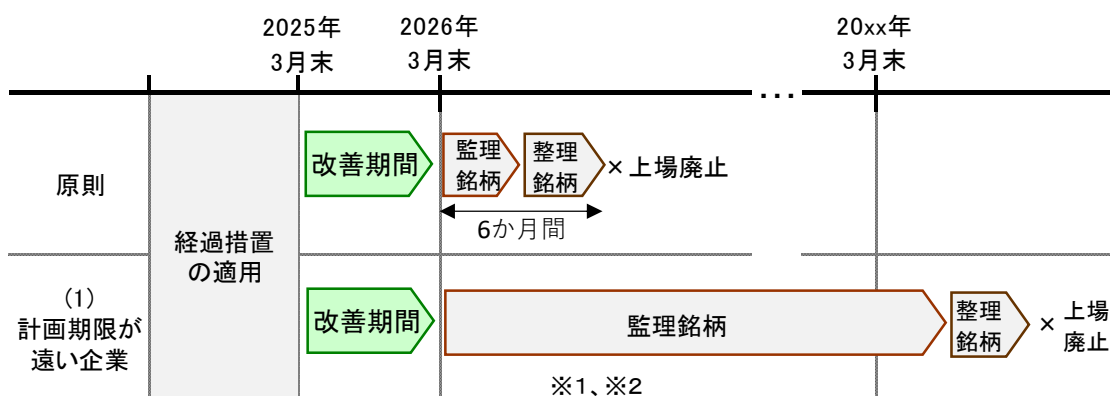 2025年
3月末
2026年
3月末
20xx年
3月末
...
原則
経過措置
の適用
改善期間
監理
銘柄
整理
銘柄
×上場廃止
6か月間
(1)
計画期限が
遠い企業
改善期間
監理銘柄
整理
銘柄
× 上場
廃止
※1、※2